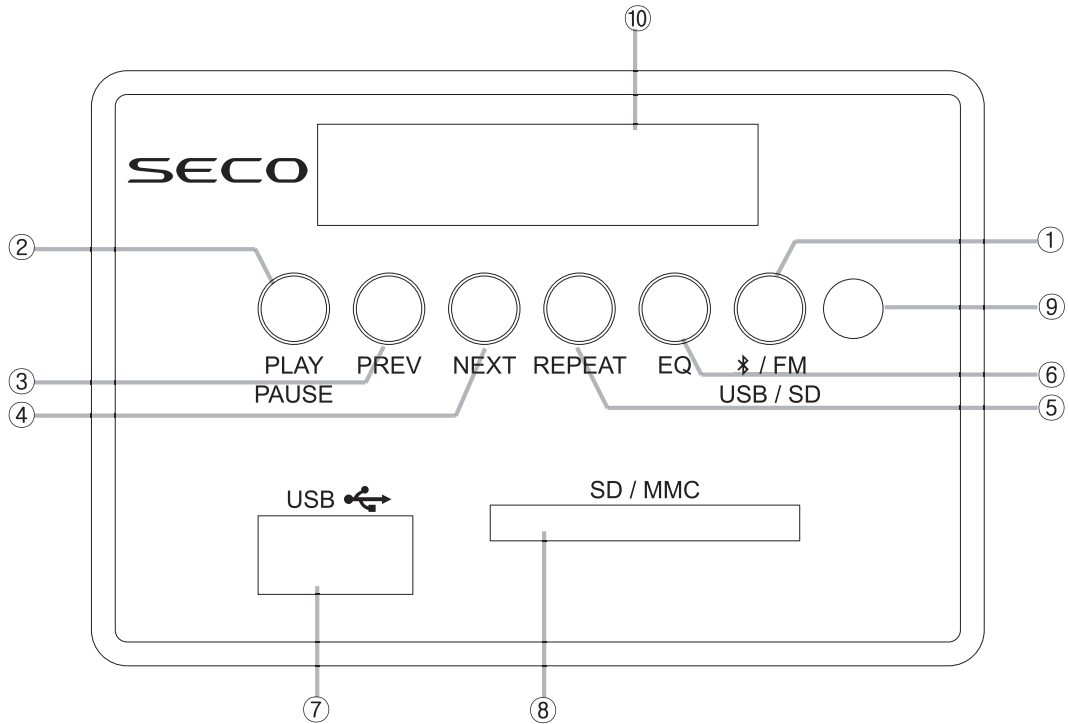 ⑩
SECO
② ①
⑨
PLAY PREV NEXT REPEAT EQ / FM
③ ⑥
PAUSE USB / SD
④ ⑤
USB SD / MMC
⑦ ⑧